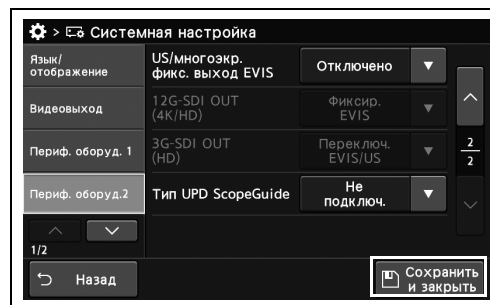 > Системная настройка
Язык/
отображение
US/многоэкр.
фикс. выход EVIS
Отключено
Видеовыход
12G-SDI OUT
(4K/HD)
Фиксир.
EVIS
Периф. оборуд. 1
3G-SDI OUT
(HD)
Переключ.
EVIS/US
2
2
Периф. оборуд.2
Тип UPD ScopeGuide
Не
подключ.
1/2
Назад
Сохранить
и закрыть